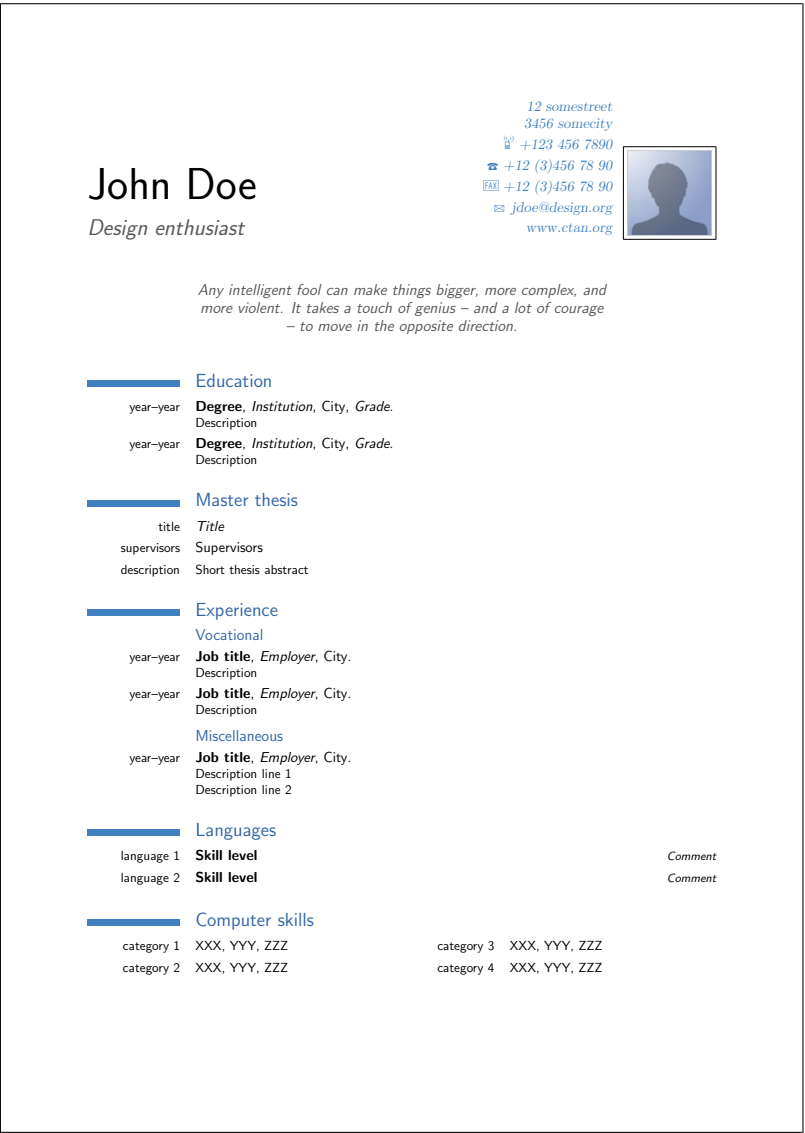 John Doe
Design enthusiast
12 somestreet
3456 somecity
+123 456 7890
+12 (3)456 78 90
FAX +12 (3)456 78 90
jdoe@design.org
www.ctan.org
Any intelligent fool can make things bigger, more complex, and
more violent. It takes a touch of genius – and a lot of courage
– to move in the opposite direction.
Education
year–year Degree, Institution, City, Grade.
Description
year–year Degree, Institution, City, Grade.
Description
Master thesis
title Title
supervisors Supervisors
description Short thesis abstract
Experience
Vocational
year–year Job title, Employer, City.
Description
year–year Job title, Employer, City.
Description
Miscellaneous
year–year Job title, Employer, City.
Description line 1
Description line 2
Languages
language 1 Skill level Comment
language 2 Skill level Comment
Computer skills
category 1 XXX, YYY, ZZZ category 3 XXX, YYY, ZZZ
category 2 XXX, YYY, ZZZ category 4 XXX, YYY, ZZZ